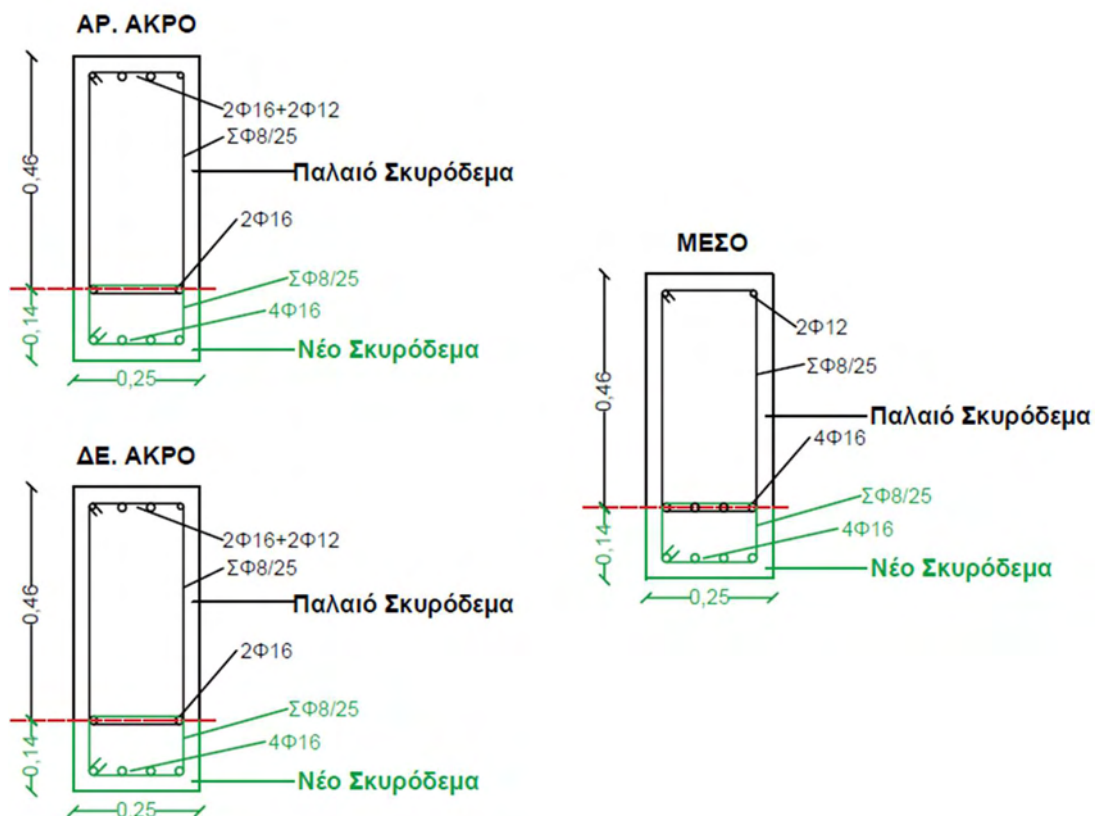 ΑΡ. ΑΚΡΟ
2Φ16+2Φ12
ΣΦ8/25
Παλαιό Σκυρόδεμα
0,46
2Φ16
ΣΦ8/25
4Φ16
0,14
Νέο Σκυρόδεμα
0,25
ΔΕ. ΑΚΡΟ
2Φ16+2Φ12
ΣΦ8/25
Παλαιό Σκυρόδεμα
0,46
2Φ16
ΣΦ8/25
4Φ16
0,14
Νέο Σκυρόδεμα
0,25
ΜΕΣΟ
2Φ12
ΣΦ8/25
0,46
Παλαιό Σκυρόδεμα
4Φ16
ΣΦ8/25
4Φ16
0,14
Νέο Σκυρόδεμα
0,25